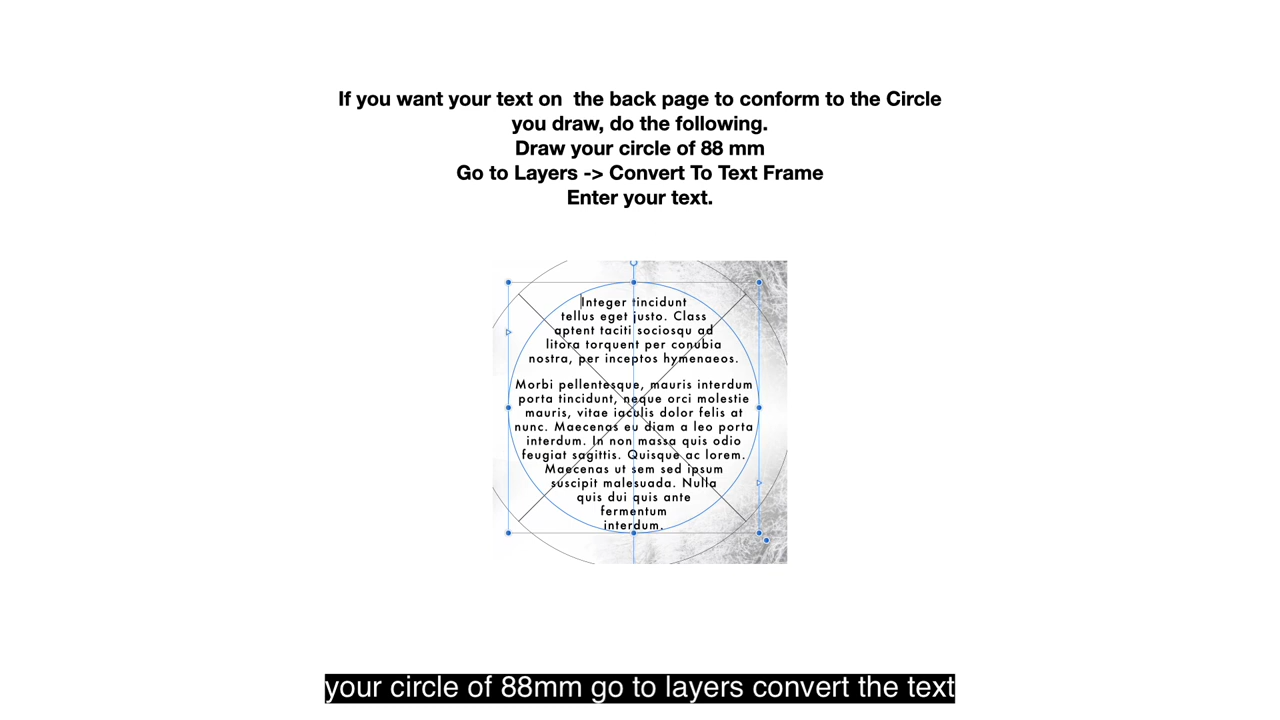 If you want your text on  the back page to conform to the Circle
you draw, do the following.
Draw your circle of 88 mm
Go to Layers -> Convert To Text Frame
Enter your text.
Integer tincidunt
tellus eget justo. Class
aptent taciti sociosqu ad
litora torquent per conubia
nostra, per inceptos hymenaeos.
Morbi pellentesque, mauris interdum
porta tincidunt, neque orci molestie
mauris, vitae iaculis dolor felis at
nunc. Maecenas eu diam a leo porta
interdum. In non massa quis odio
feugiat sagittis. Quisque ac lorem.
Maecenas ut sem sed ipsum
suscipit malesuada. Nulla
quis dui quis ante
fermentum
interdum.
your circle of 88mm go to layers convert the text